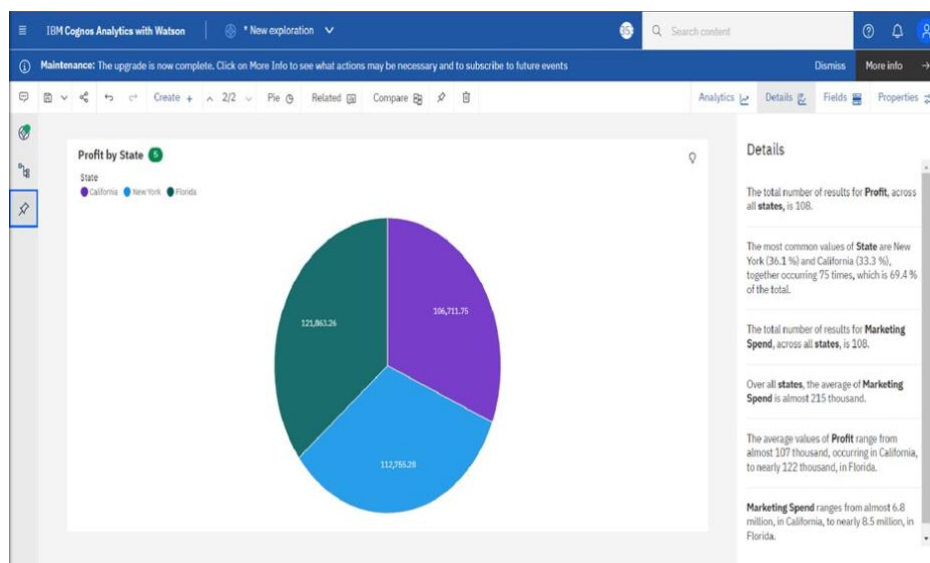 IBM Cognos Analytics with Watson
* New exploration
Search content
Maintenance: The upgrade is now complete. Click on More Info to see what actions may be necessary and to subscribe to future events
Dismiss
More info
Create +
2/2
Pie
Related
Compare
Analytics
Details
Fields
Properties
Profit by State 5
State
California New York Florida
121,863.26
106,711.75
112,756.28
Details
The total number of results for Profit, across
all states, is 108.
The most common values of State are New
York (36.1 %) and California (33.3 %),
together occurring 75 times, which is 69.4 %
of the total.
The total number of results for Marketing
Spend, across all states, is 108.
Over all states, the average of Marketing
Spend is almost 215 thousand.
The average values of Profit range from
almost 107 thousand, occurring in California,
to nearly 122 thousand, in Florida.
Marketing Spend ranges from almost 6.8
million, in California, to nearly 8.5 million, in
Florida.